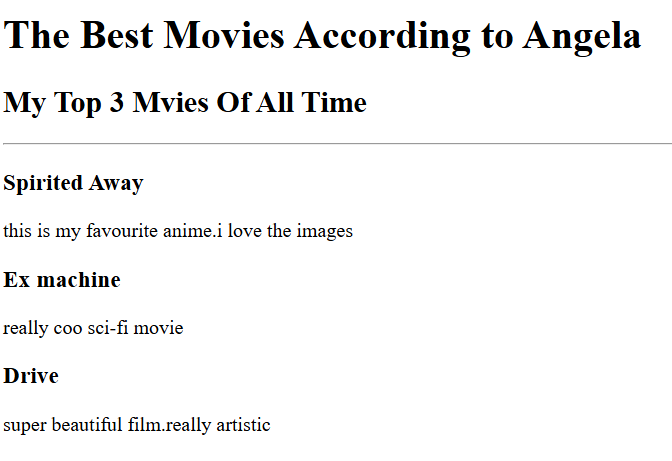 The Best Movies According to Angela
My Top 3 Mvies Of All Time
Spirited Away
this is my favourite anime.i love the images
Ex machine
really coo sci-fi movie
Drive
super beautiful film.really artistic